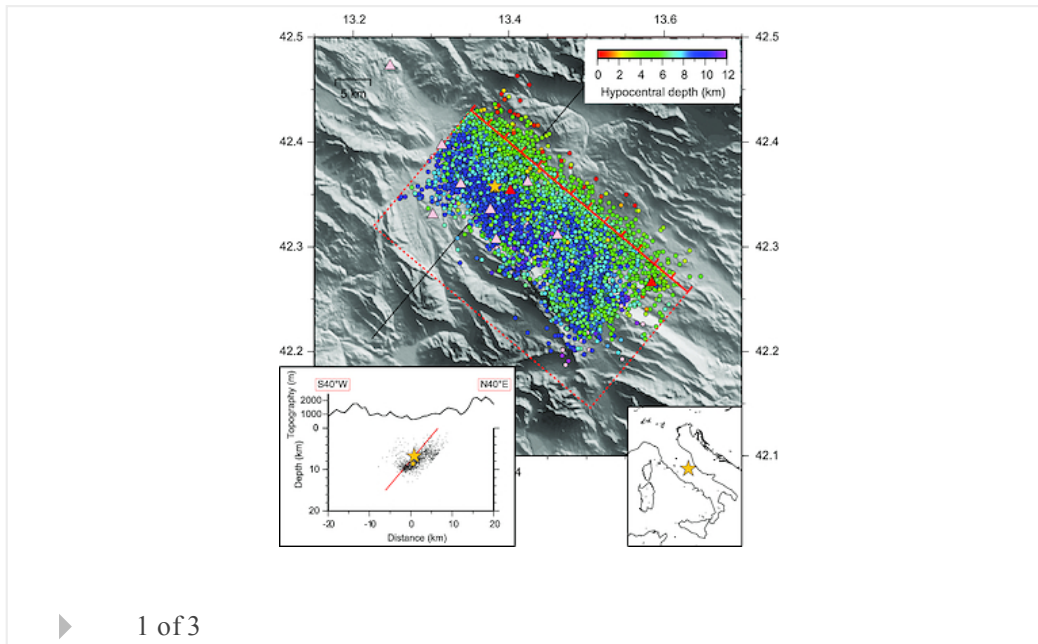 13.2 13.4 13.6
42.5 42.5
0 2 4 6 8 10 12
Hypocentral depth (km)
5 km
42.4 42.4
42.3 42.3
42.2 42.2
42.1
S40°W N40°E
Topography (m)
2000
1000
0
Depth (km)
10
20
-20 -10 0 10 20
Distance (km)
4
1 of 3